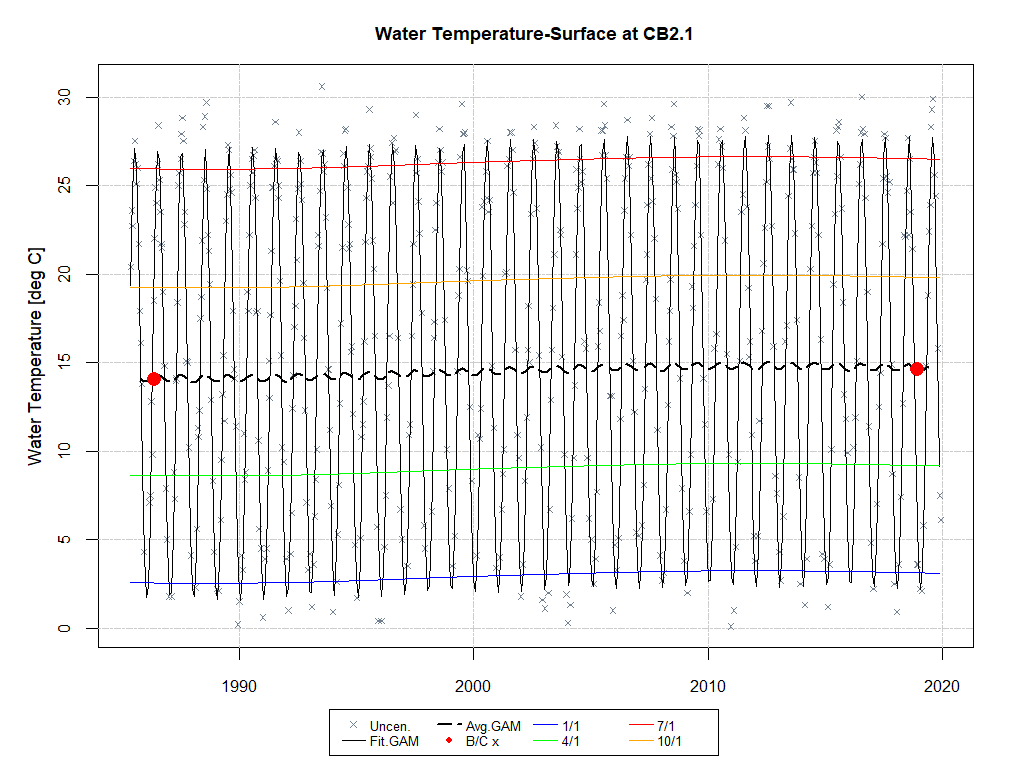 Water Temperature-Surface at CB2.1
Water Temperature [deg C]
30
25
20
15
10
5
0
1990 2000 2010 2020
Uncen. Avg.GAM 1/1 7/1
Fit.GAM B/C x 4/1 10/1